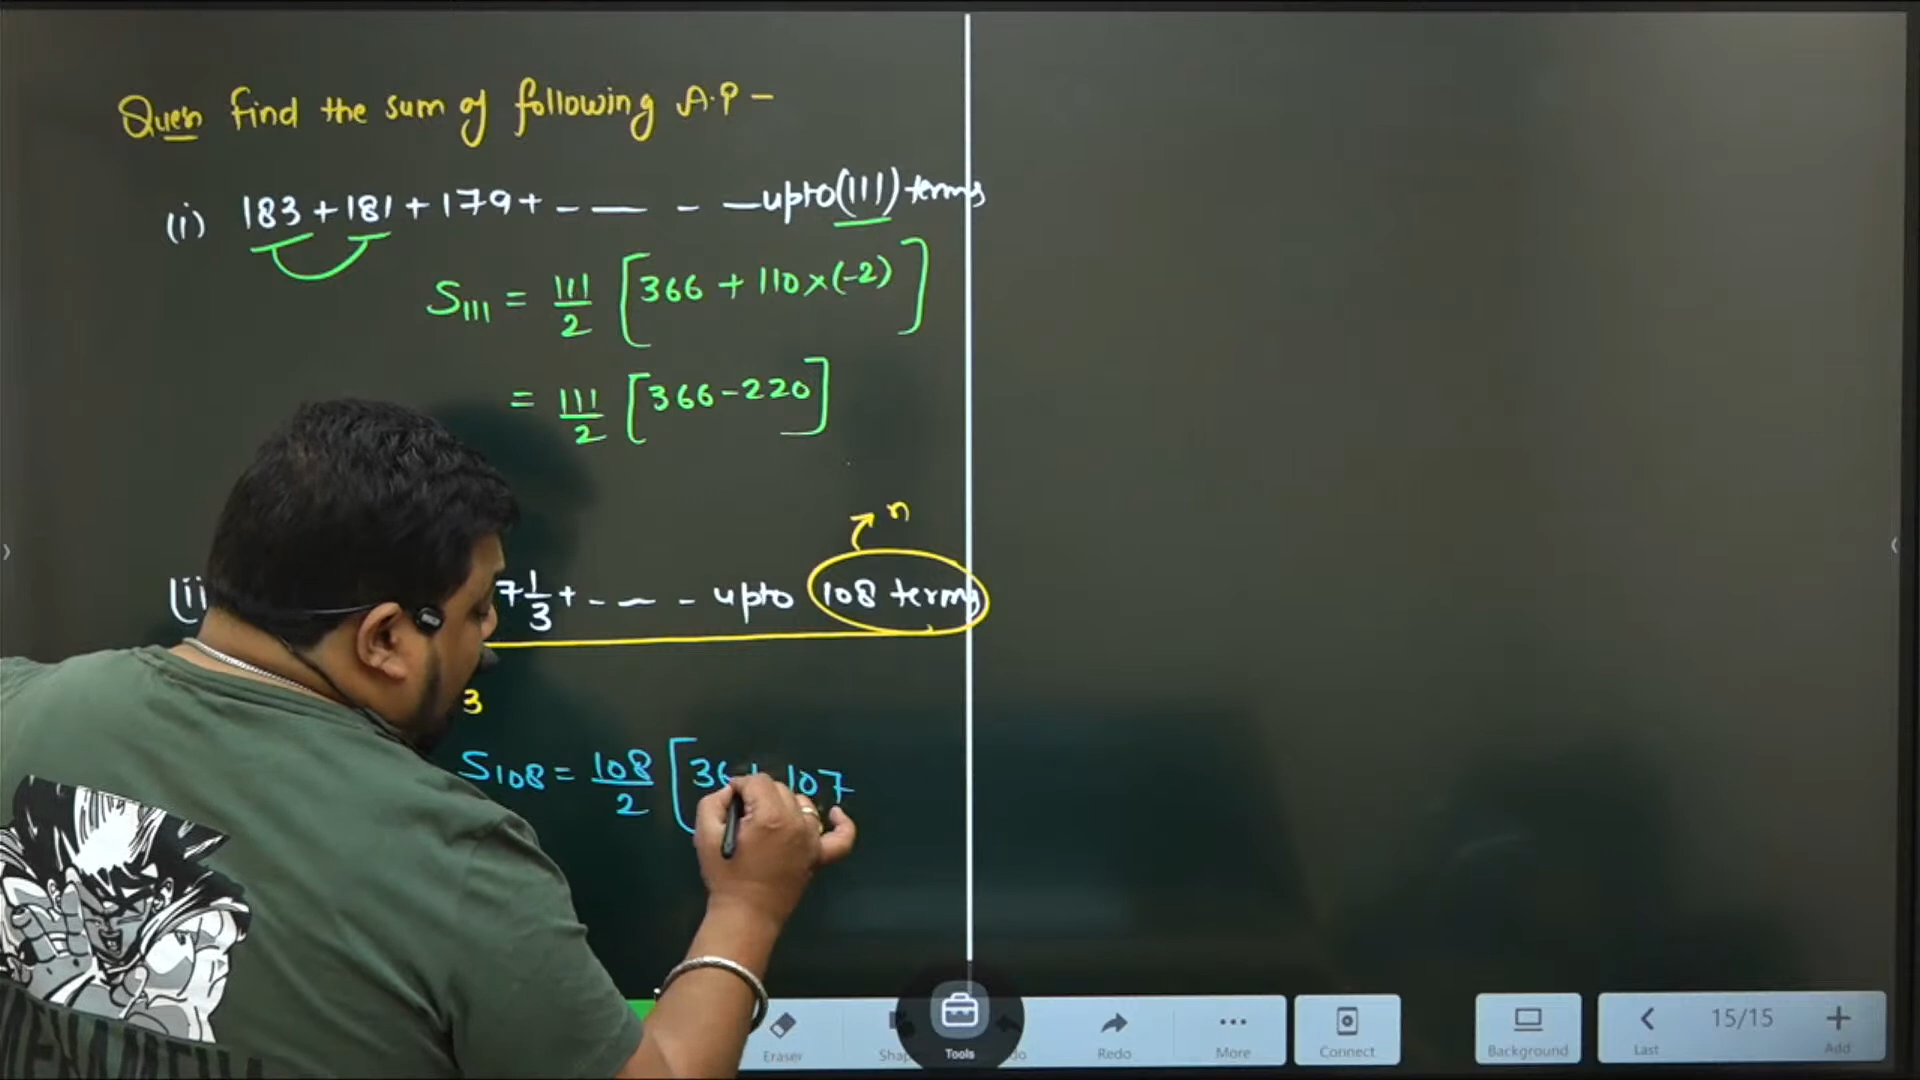 Quesn Find the sum of following A.P –
(i) 183 + 181 + 179 + – — - — upto (111) terms
S111 = 111/2 [366 + 110×(-2)]
= 111/2 [366-220]
n
(ii 7 1/3 + - — - upto 108 terms
3
S108 = 108/2 [36+ 107
Eraser
Tools
Redo
More
Connect
Background
Last
15/15
Add